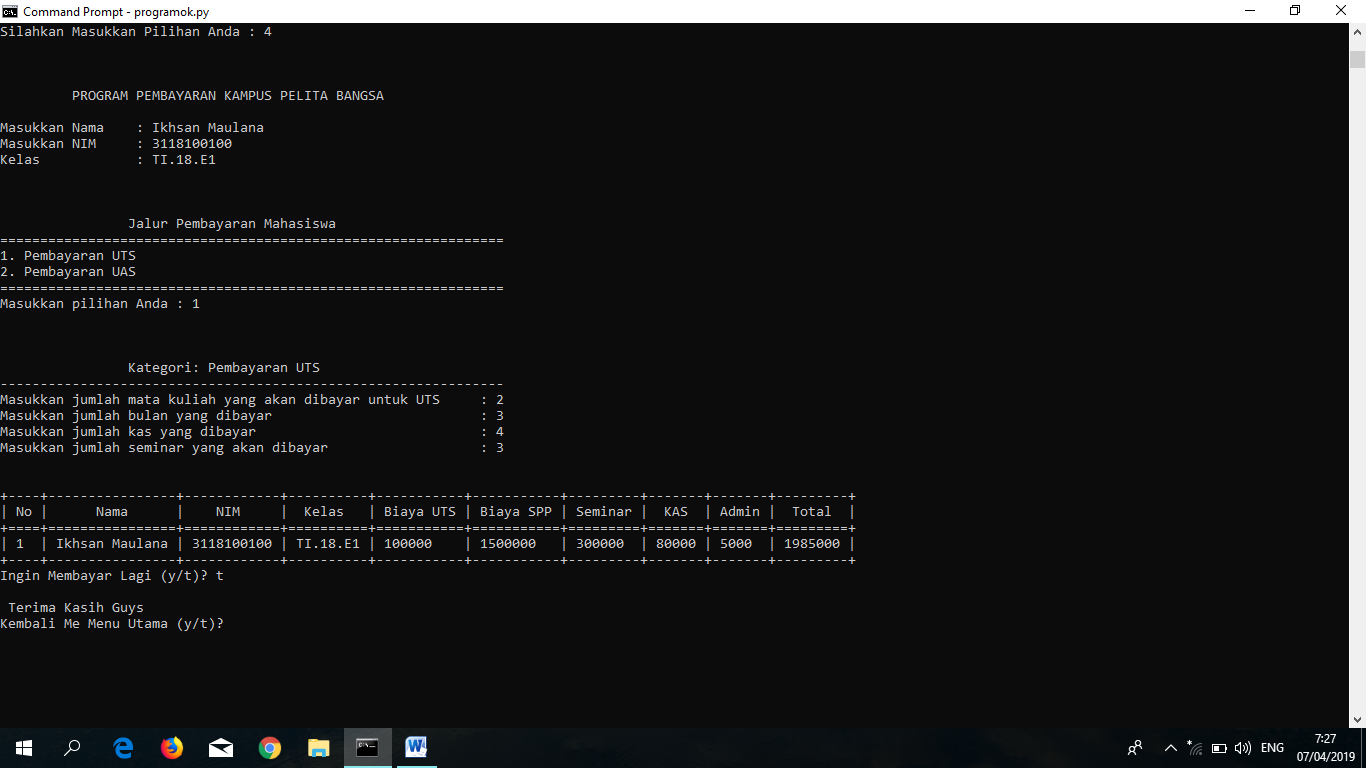 Command Prompt - programok.py
Silahkan Masukkan Pilihan Anda : 4
PROGRAM PEMBAYARAN KAMPUS PELITA BANGSA
Masukkan Nama    : Ikhsan Maulana
Masukkan NIM     : 3118100100
Kelas            : TI.18.E1
Jalur Pembayaran Mahasiswa
===============================================================
1. Pembayaran UTS
2. Pembayaran UAS
===============================================================
Masukkan pilihan Anda : 1
Kategori: Pembayaran UTS
---------------------------------------------------------------
Masukkan jumlah mata kuliah yang akan dibayar untuk UTS     : 2
Masukkan jumlah bulan yang dibayar                          : 3
Masukkan jumlah kas yang dibayar                            : 4
Masukkan jumlah seminar yang akan dibayar                   : 3
+----+----------------+------------+----------+-----------+-----------+---------+-------+-------+---------+
| No |      Nama      |    NIM     |  Kelas   | Biaya UTS | Biaya SPP | Seminar |  KAS  | Admin |  Total  |
+====+================+============+==========+===========+===========+=========+=======+=======+=========+
| 1  | Ikhsan Maulana | 3118100100 | TI.18.E1 | 100000    | 1500000   | 300000  | 80000 | 5000  | 1985000 |
+----+----------------+------------+----------+-----------+-----------+---------+-------+-------+---------+
Ingin Membayar Lagi (y/t)? t
Terima Kasih Guys
Kembali Me Menu Utama (y/t)?
ENG
7:27
07/04/2019